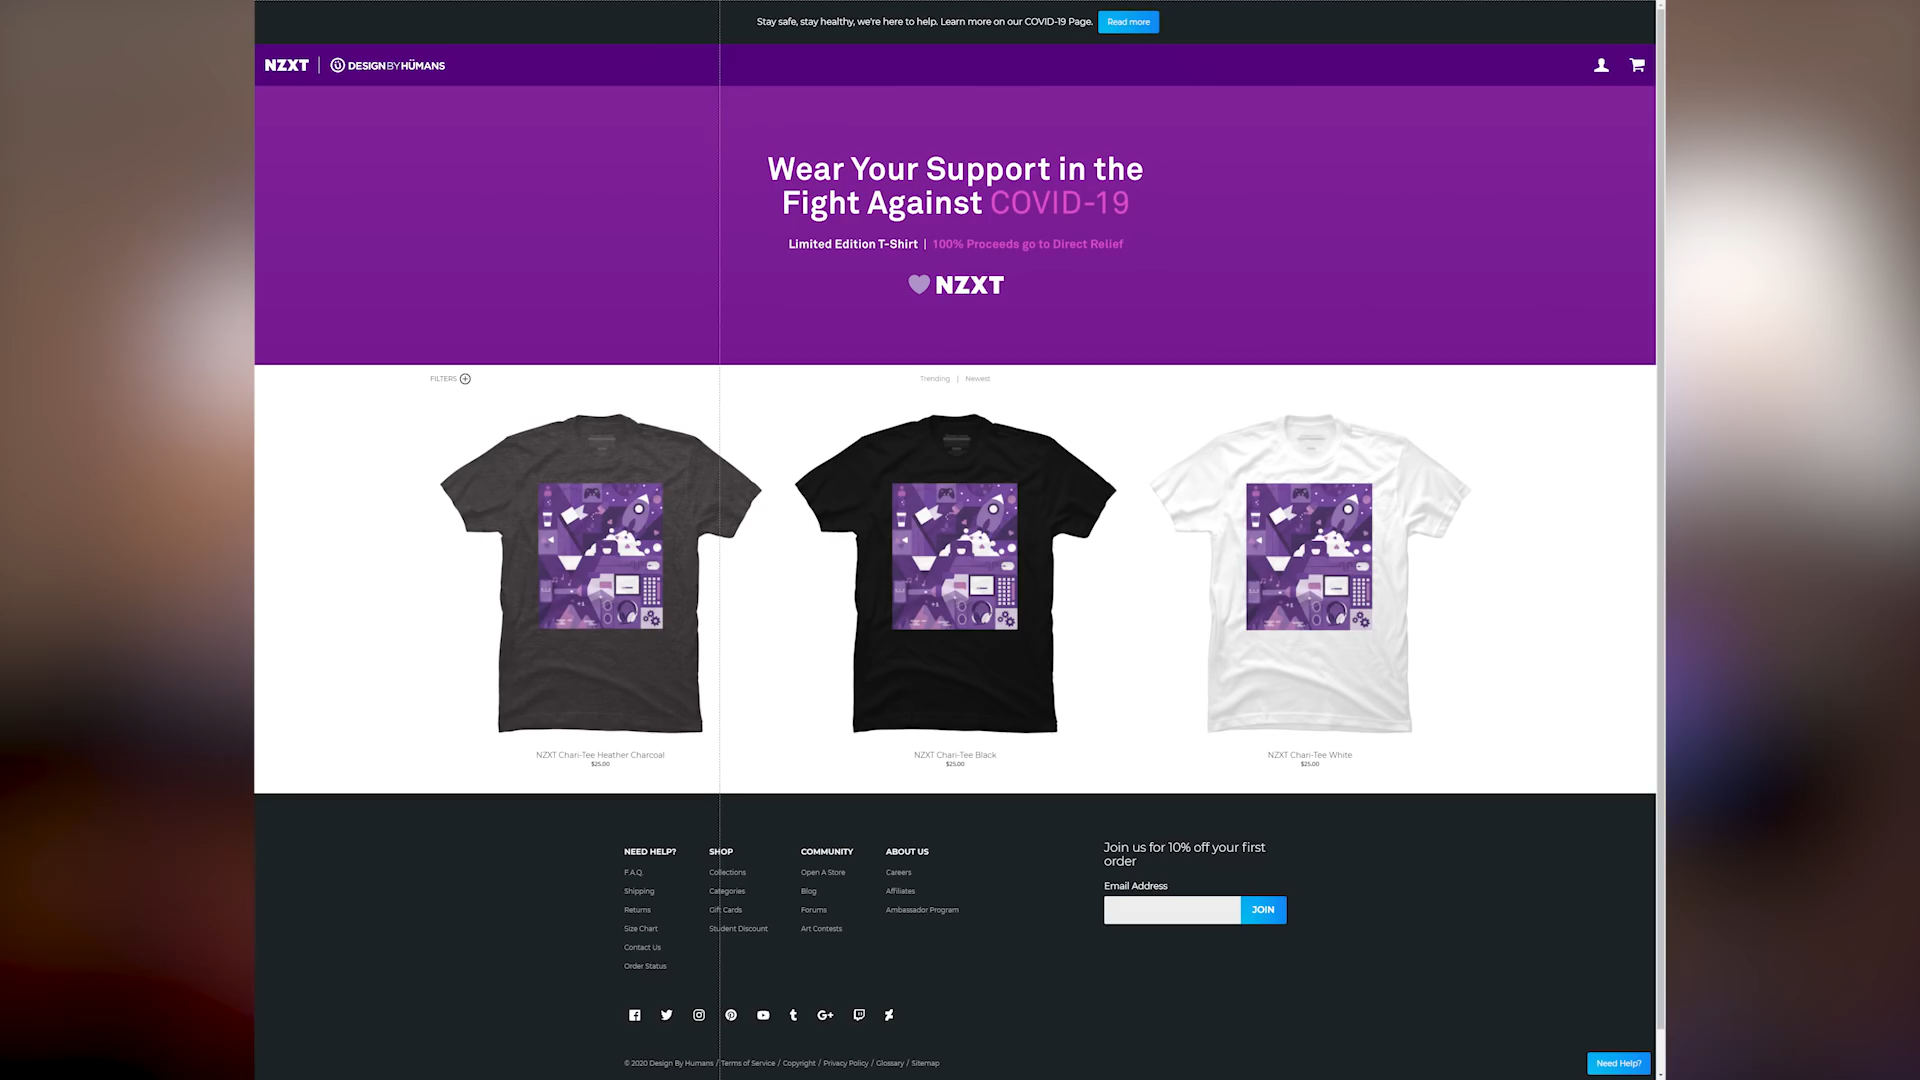 Stay safe, stay healthy, we're here to help. Learn more on our COVID-19 Page. Read more
NZXT | DESIGNBYHÜMANS
Wear Your Support in the
Fight Against COVID-19
Limited Edition T-Shirt | 100% Proceeds go to Direct Relief
NZXT
FILTERS
Trending | Newest
NZXT Chari-Tee Heather Charcoal
$25.00
NZXT Chari-Tee Black
$25.00
NZXT Chari-Tee White
$25.00
NEED HELP?
F.A.Q.
Shipping
Returns
Size Chart
Contact Us
Order Status
SHOP
Collections
Categories
Gift Cards
Student Discount
COMMUNITY
Open A Store
Blog
Forums
Art Contests
ABOUT US
Careers
Affiliates
Ambassador Program
Join us for 10% off your first
order
Email Address
JOIN
© 2020 Design By Humans / Terms of Service / Copyright / Privacy Policy / Glossary / Sitemap
Need Help?